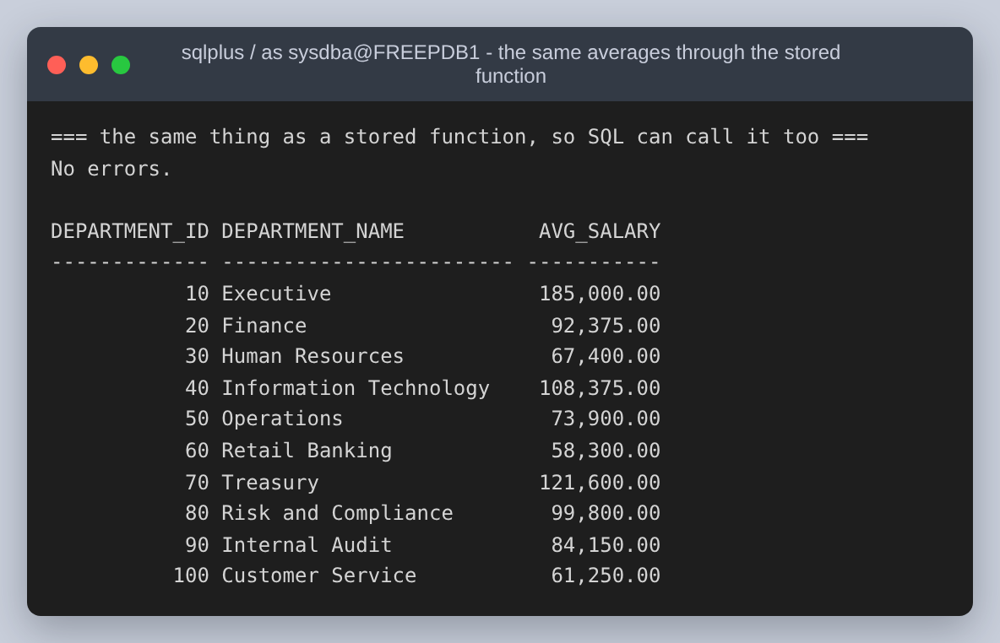 sqlplus / as sysdba@FREEPDB1 - the same averages through the stored
function
=== the same thing as a stored function, so SQL can call it too ===
No errors.
DEPARTMENT_ID DEPARTMENT_NAME           AVG_SALARY
------------- ------------------------ -----------
           10 Executive                 185,000.00
           20 Finance                    92,375.00
           30 Human Resources            67,400.00
           40 Information Technology    108,375.00
           50 Operations                 73,900.00
           60 Retail Banking             58,300.00
           70 Treasury                  121,600.00
           80 Risk and Compliance        99,800.00
           90 Internal Audit             84,150.00
          100 Customer Service           61,250.00